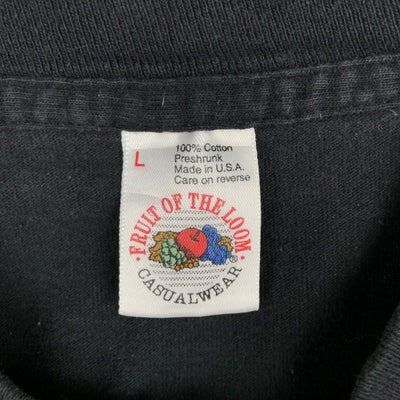 L
100% Cotton
Preshrunk
Made in U.S.A.
Care on reverse
·FRUIT OF THE LOOM·
®
CASUALWEAR